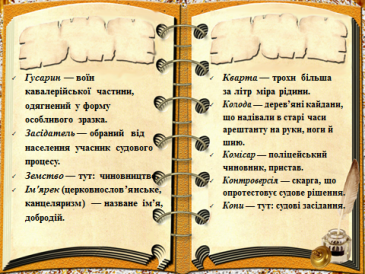 Гусарин — воїн
кавалерійської частини,
одягнений у форму
особливого зразка.
Засідатель — обраний від
населення учасник судового
процесу.
Земство — тут: чиновництво
Ім'ярек (церковнослов'янське,
канцеляризм) — назване ім'я,
добродій.
Кварта — трохи більша
за літр міра рідини.
Колода — дерев'яні кайдани,
що надівали в старі часи
арештанту на руки, ноги й
шию.
Комісар — поліцейський
чиновник, пристав.
Контроверсія — скарга, що
опротестовує судове рішення.
Копи — тут: судові засідання.